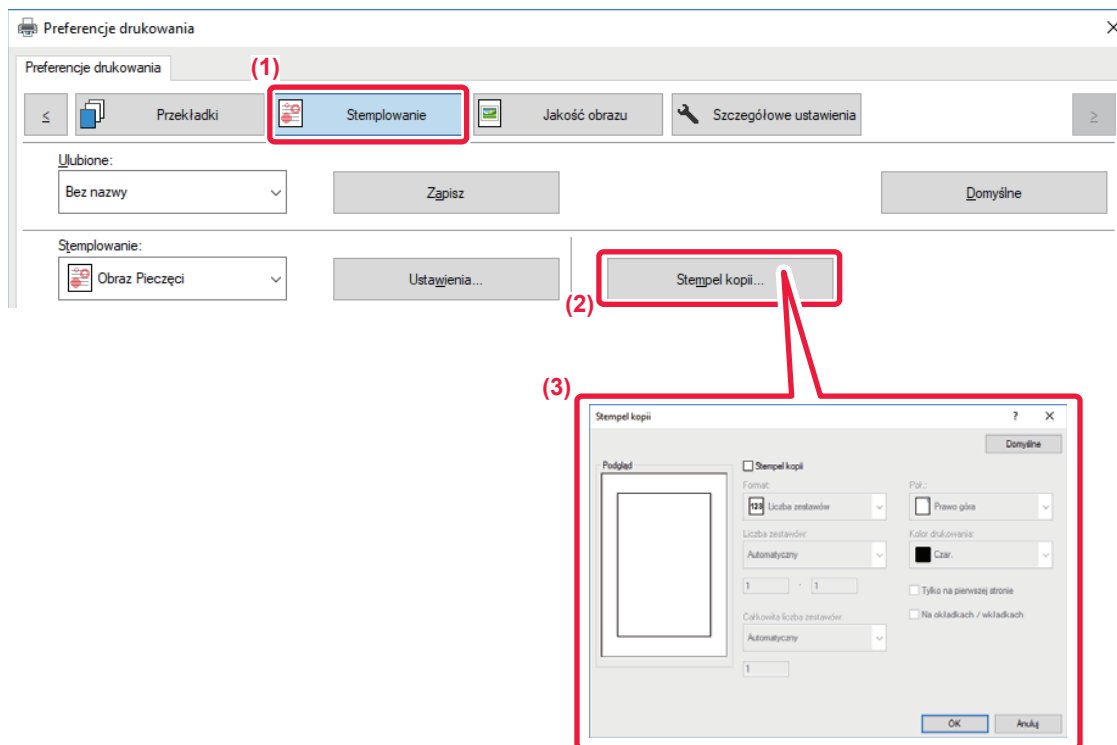 Preferencje drukowania
Preferencje drukowania
(1)
< Przekładki Stemplowanie Jakość obrazu Szczegółowe ustawienia >
Ulubione:
Bez nazwy Zapisz Domyślne
Stemplowanie:
Obraz Pieczęci Ustawienia... Stempel kopii...
(2)
(3)
Stempel kopii ? X
Domyślne
Podgląd Stempel kopii
Format: Poł.:
123 Liczba zestawów Prawo góra
Liczba zestawów: Kolor drukowania:
Automatyczny Czar.
1 - 1 Tylko na pierwszej stronie
Całkowita liczba zestawów: Na okładkach / wkładkach
Automatyczny
1
OK Anuluj